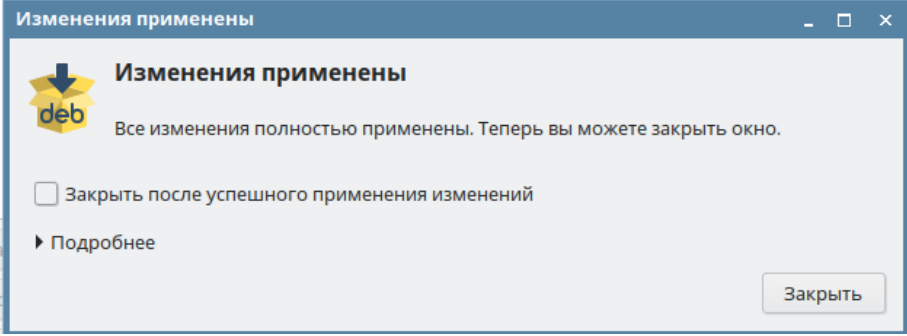 Изменения применены
Изменения применены
deb
Все изменения полностью применены. Теперь вы можете закрыть окно.
Закрыть после успешного применения изменений
Подробнее
Закрыть